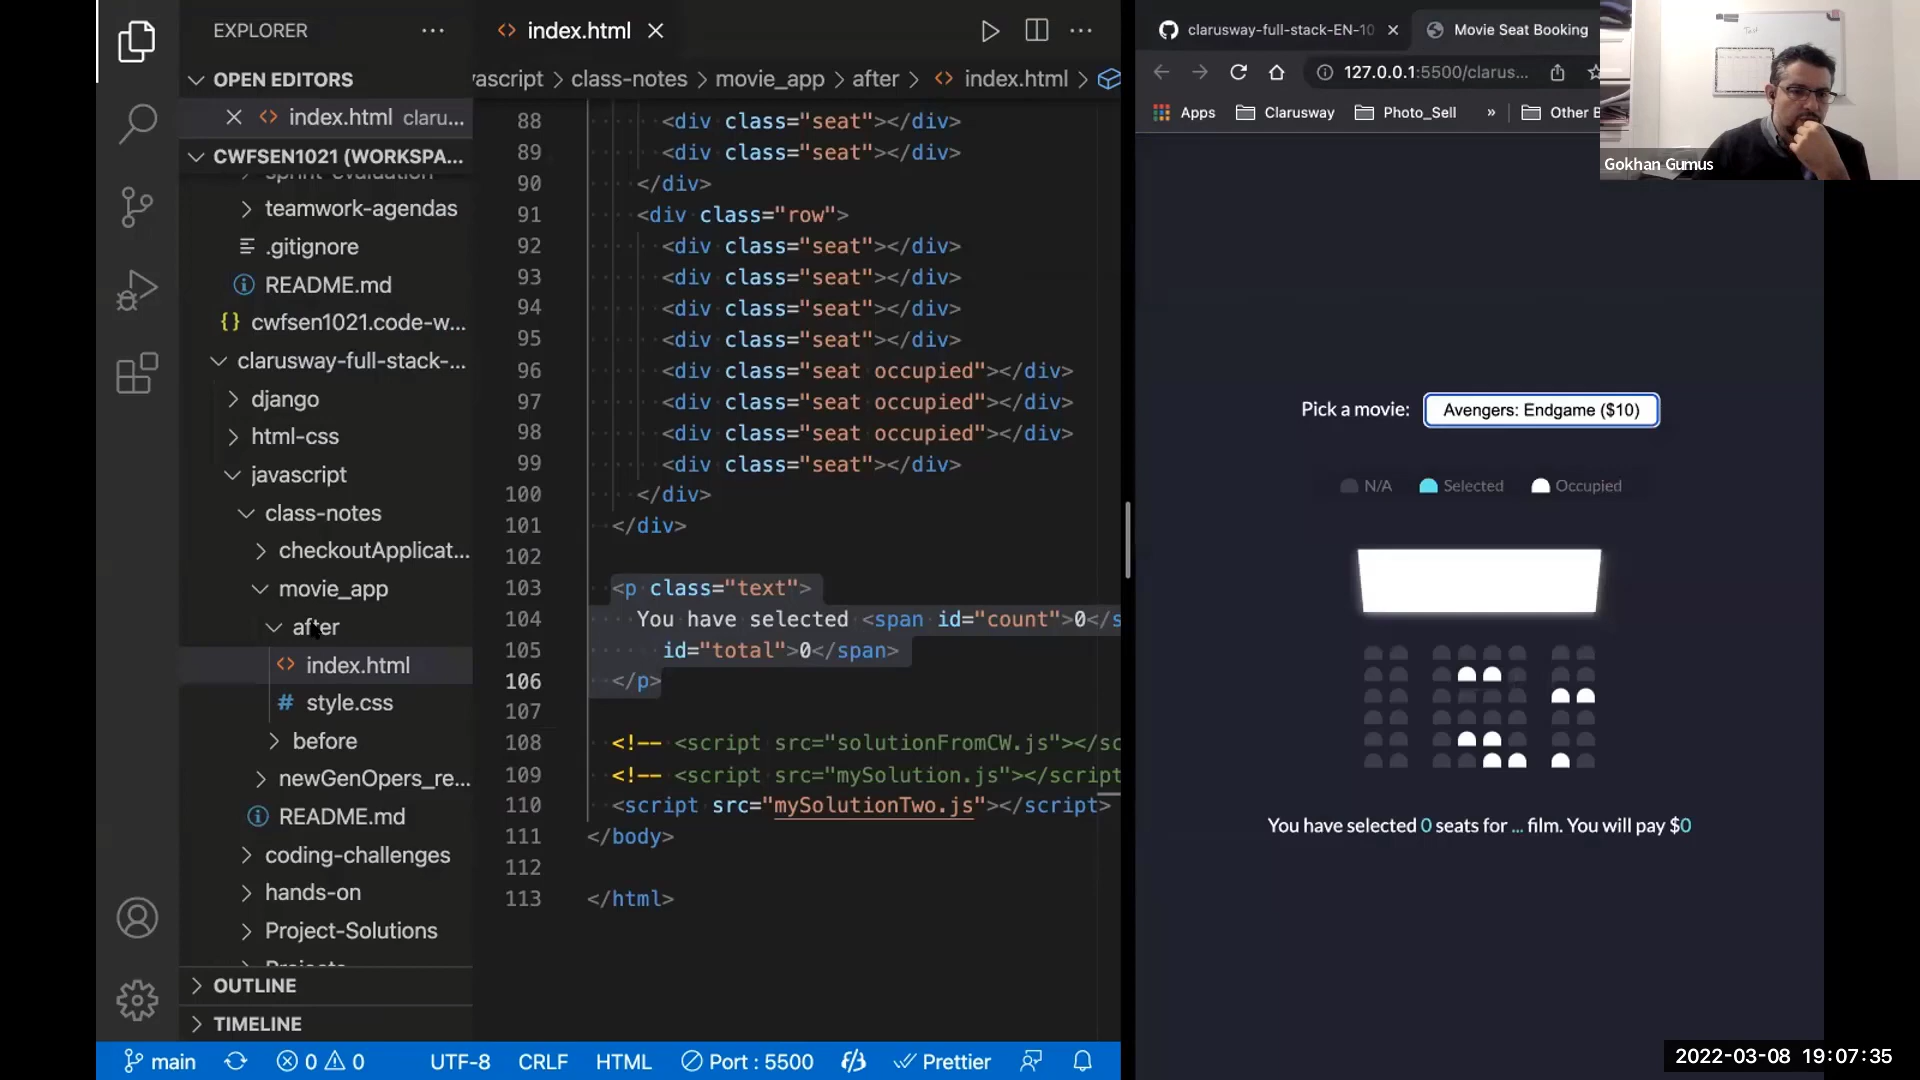 EXPLORER
OPEN EDITORS
index.html claru...
CWFSEN1021 (WORKSPA...
sprint-evaluation
teamwork-agendas
.gitignore
README.md
cwfsen1021.code-w...
clarusway-full-stack-...
django
html-css
javascript
class-notes
checkoutApplicat...
movie_app
after
index.html
style.css
before
newGenOpers_re...
README.md
coding-challenges
hands-on
Project-Solutions
Projects
OUTLINE
TIMELINE
index.html
vascript > class-notes > movie_app > after > index.html >
88 <div class="seat"></div>
89 <div class="seat"></div>
90 </div>
91 <div class="row">
92 <div class="seat"></div>
93 <div class="seat"></div>
94 <div class="seat"></div>
95 <div class="seat"></div>
96 <div class="seat occupied"></div>
97 <div class="seat occupied"></div>
98 <div class="seat occupied"></div>
99 <div class="seat"></div>
100 </div>
101 </div>
102
103 <p class="text">
104 You have selected <span id="count">0</s
105 id="total">0</span>
106 </p>
107
108 <!-- <script src="solutionFromCW.js"></sc
109 <!-- <script src="mySolution.js"></script
110 <script src="mySolutionTwo.js"></script>
111 </body>
112
113 </html>
main 0 0 UTF-8 CRLF HTML Port : 5500 Prettier
clarusway-full-stack-EN-10
Movie Seat Booking
127.0.0.1:5500/clarus...
Apps Clarusway Photo_Sell » Other B
Gokhan Gumus
Pick a movie: Avengers: Endgame ($10)
N/A Selected Occupied
You have selected 0 seats for ... film. You will pay $0
2022-03-08 19:07:35